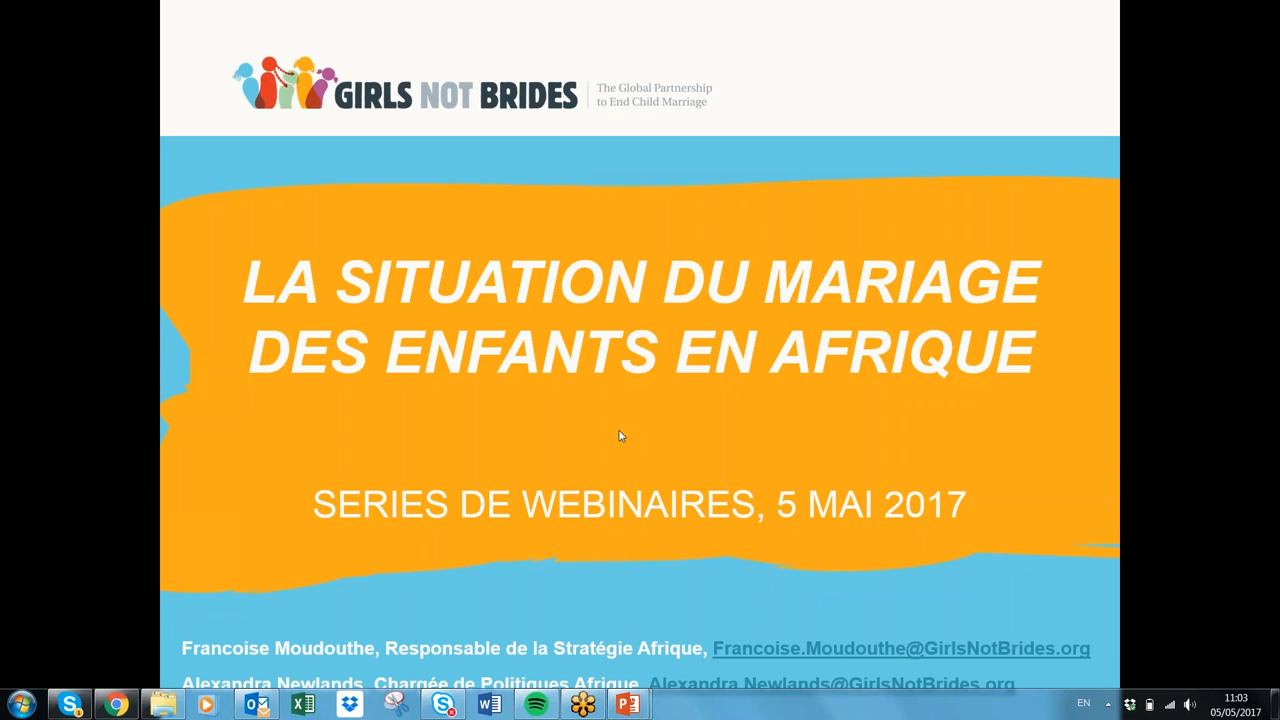 GIRLS NOT BRIDES
The Global Partnership
to End Child Marriage
LA SITUATION DU MARIAGE
DES ENFANTS EN AFRIQUE
SERIES DE WEBINAIRES, 5 MAI 2017
Francoise Moudouthe, Responsable de la Stratégie Afrique, Francoise.Moudouthe@GirlsNotBrides.org
Alexandra Newlands, Chargée de Politiques Afrique, Alexandra.Newlands@GirlsNotBrides.org
EN
11:03
05/05/2017